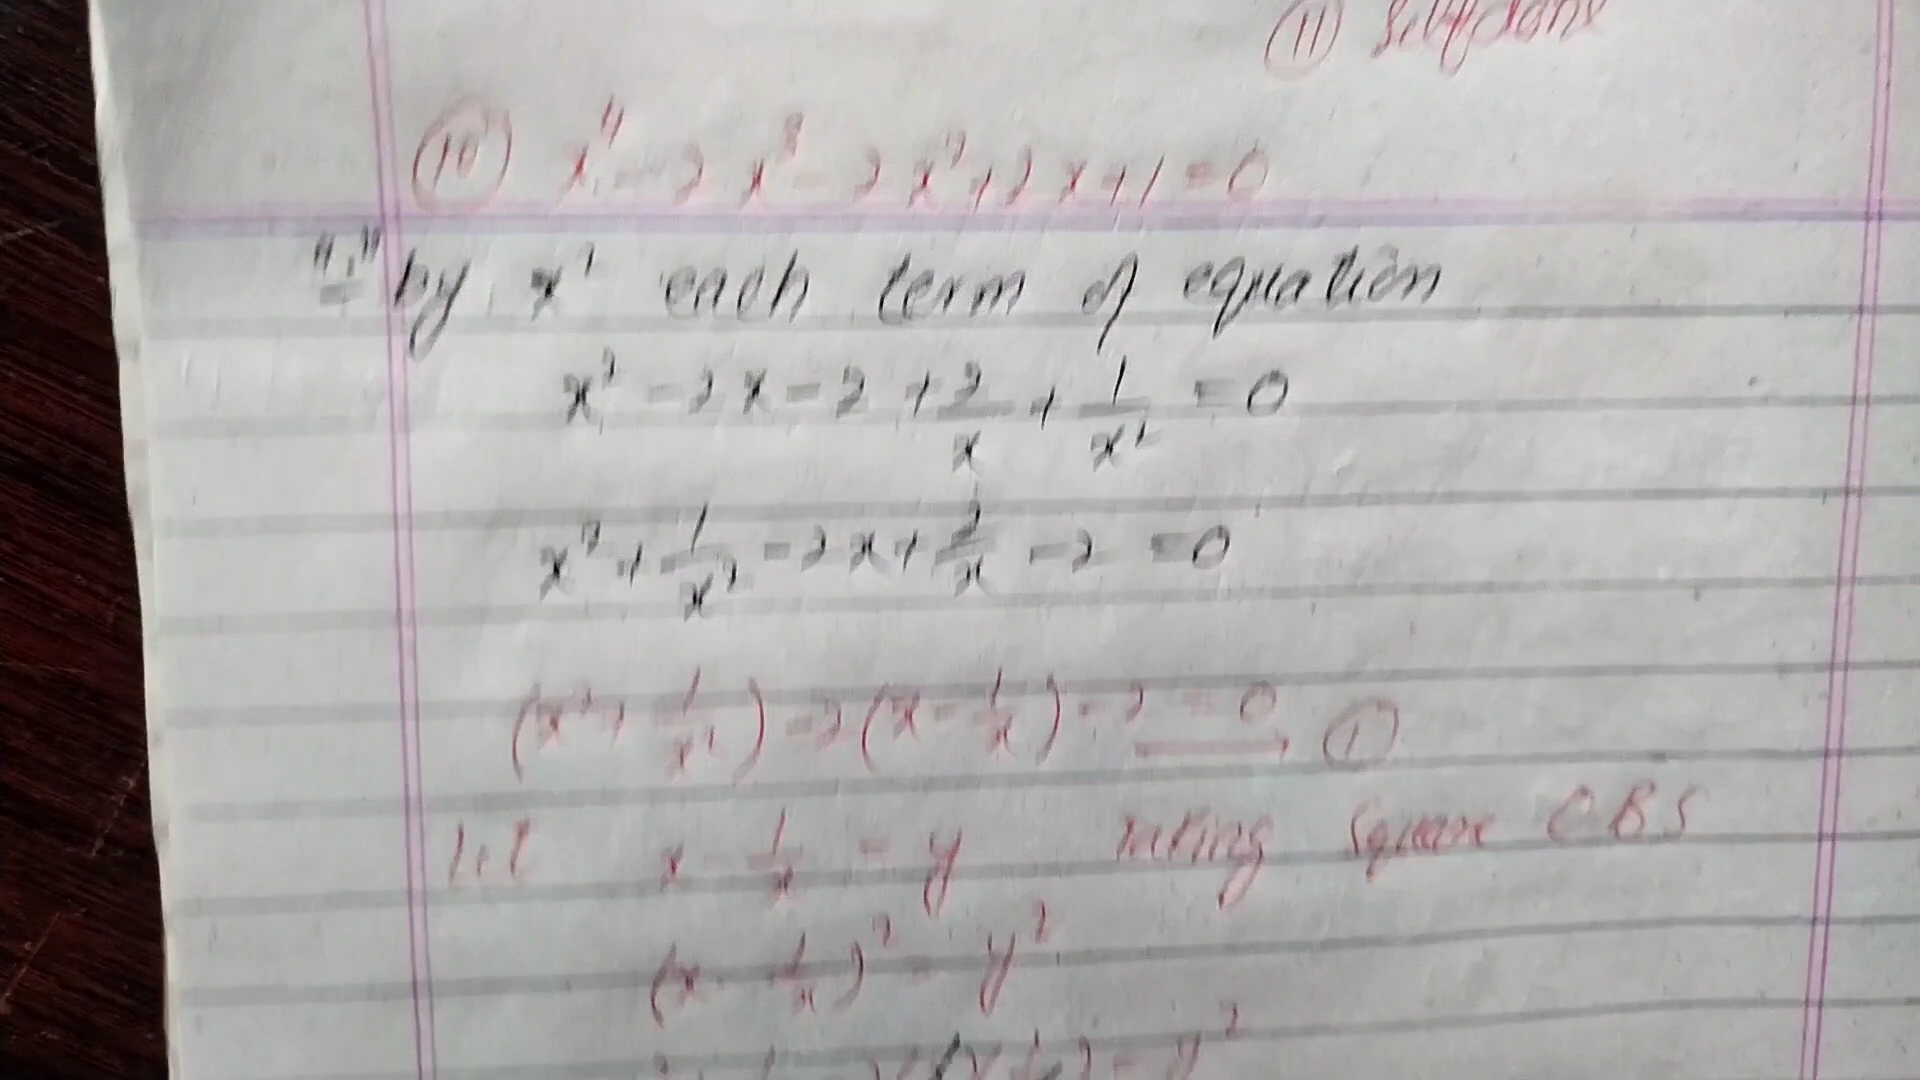 (11) Selfdone
(10) x⁴ - 2x³ - 2x² + 2x + 1 = 0
"÷" by x² each term of equation
x² - 2x - 2 + 2/x + 1/x² = 0
x² + 1/x² - 2x + 2/x - 2 = 0
(x² + 1/x²) - 2(x - 1/x) - 2 = 0 (1)
Let x - 1/x = y taking square OBS
(x - 1/x)² = y²